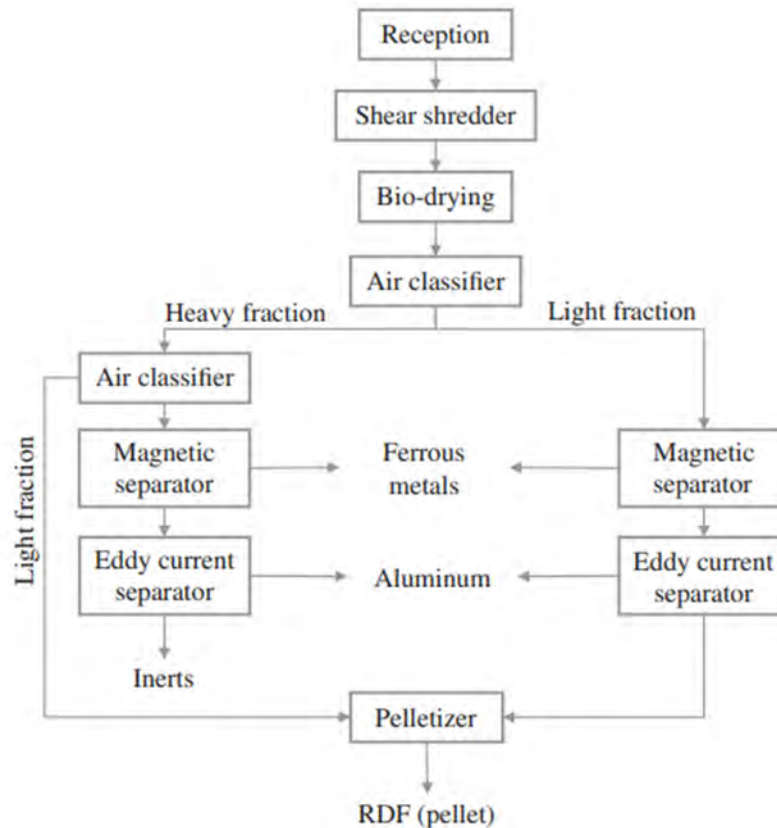 Reception
Shear shredder
Bio-drying
Air classifier
Heavy fraction
Light fraction
Air classifier
Light fraction
Magnetic
separator
Ferrous
metals
Magnetic
separator
Eddy current
separator
Aluminum
Eddy current
separator
Inerts
Pelletizer
RDF (pellet)